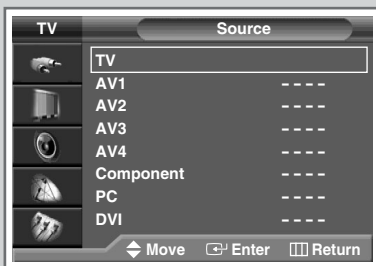 TV Source
TV
AV1 - - - -
AV2 - - - -
AV3 - - - -
AV4 - - - -
Component - - - -
PC - - - -
DVI - - - -
Move Enter Return